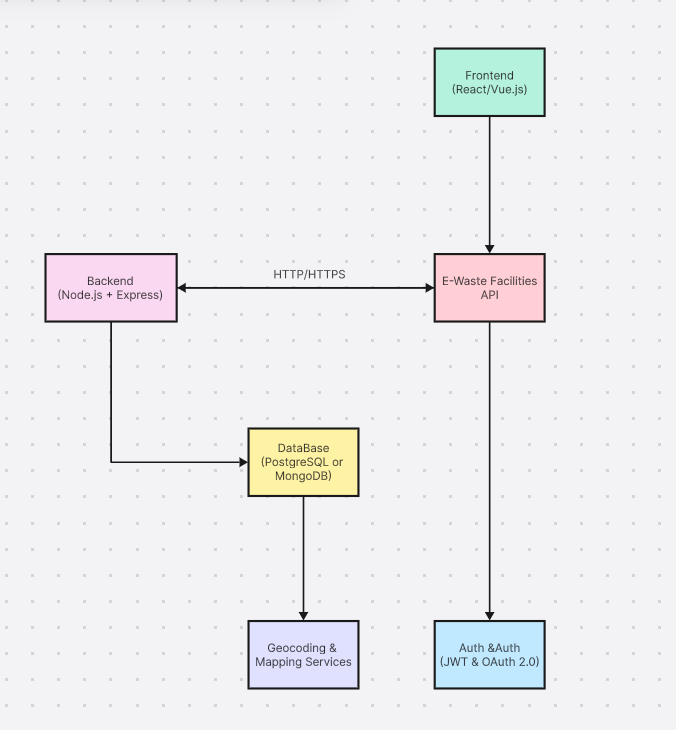 Frontend
(React/Vue.js)
HTTP/HTTPS
Backend
(Node.js + Express)
E-Waste Facilities
API
DataBase
(PostgreSQL or
MongoDB)
Geocoding &
Mapping Services
Auth &Auth
(JWT & OAuth 2.0)